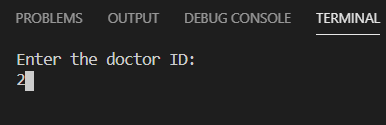 PROBLEMS OUTPUT DEBUG CONSOLE TERMINAL
Enter the doctor ID:
2